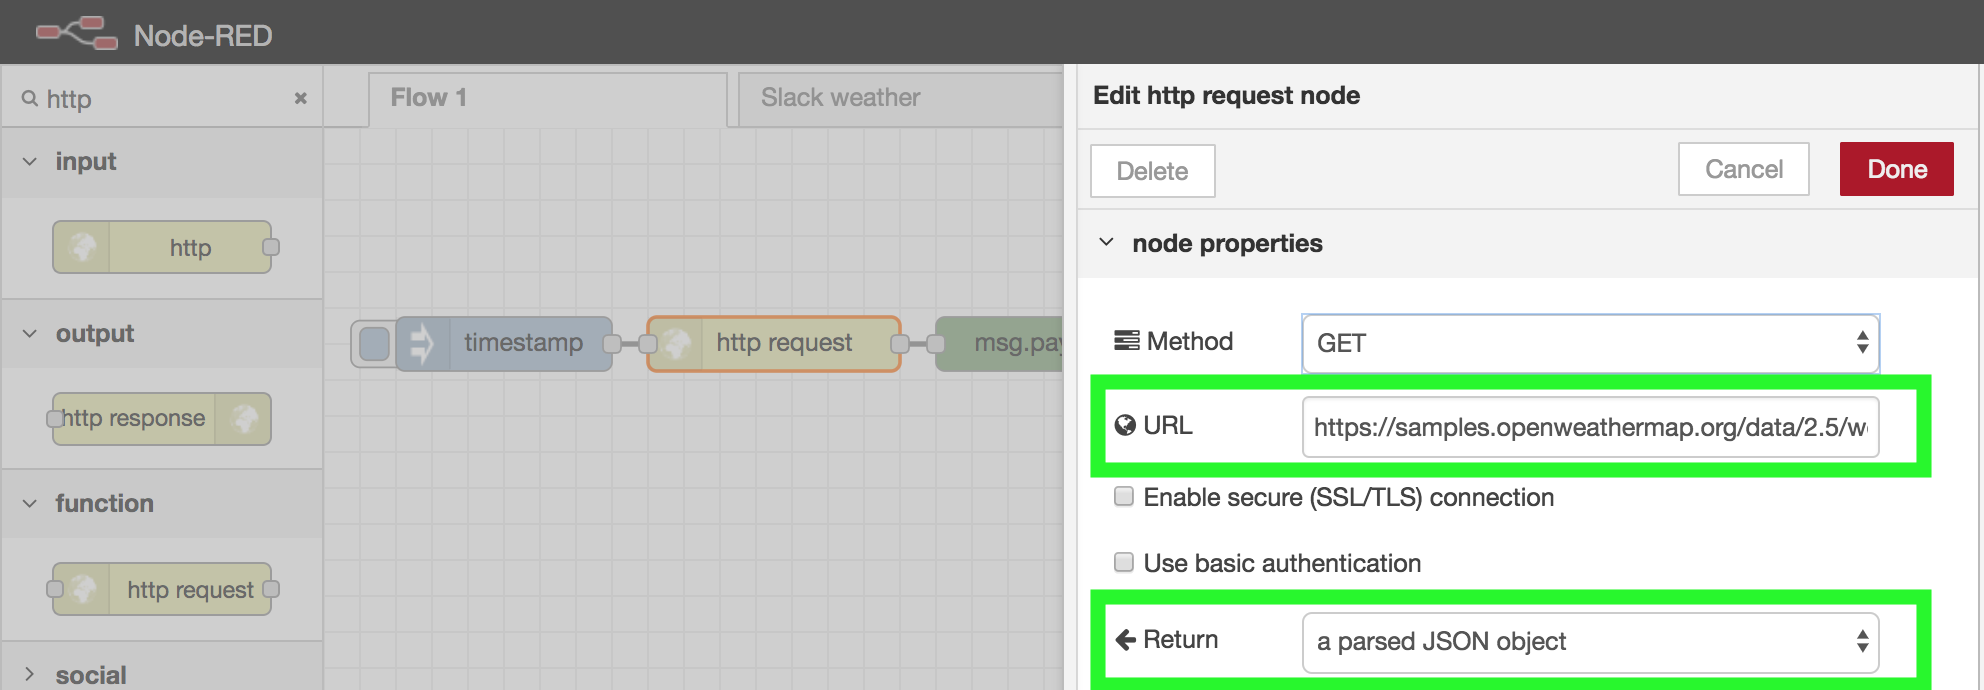 Node-RED
http
input
http
output
http response
function
http request
social
Flow 1
Slack weather
timestamp
http request
Edit http request node
Delete
Cancel
Done
node properties
Method
GET
URL
https://samples.openweathermap.org/data/2.5/
Enable secure (SSL/TLS) connection
Use basic authentication
Return
a parsed JSON object